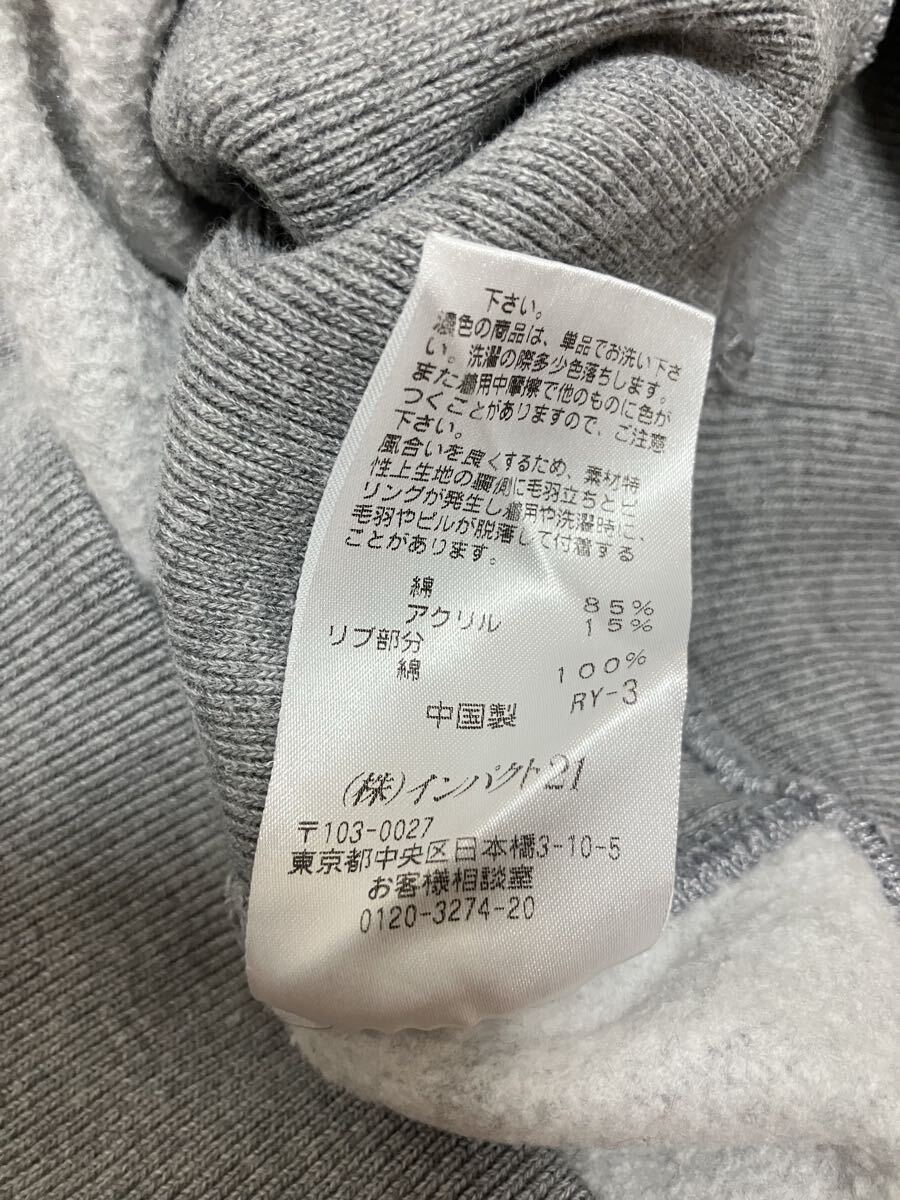 下さい。
濃色の商品は、単品でお洗い下さ
い。洗濯の際多少色落ちします。
また着用中摩擦で他のものに色が
つくことがありますので、ご注意
下さい。
風合いを良くするため、素材特
性上生地の裏側に毛羽立ちとピ
リングが発生し着用や洗濯時に、
毛羽やピルが脱落して付着する
ことがあります。
綿 85%
アクリル 15%
リブ部分
綿 100%
中国製 RY-3
(株)インパクト21
〒103-0027
東京都中央区日本橋3-10-5
お客様相談室
0120-3274-20